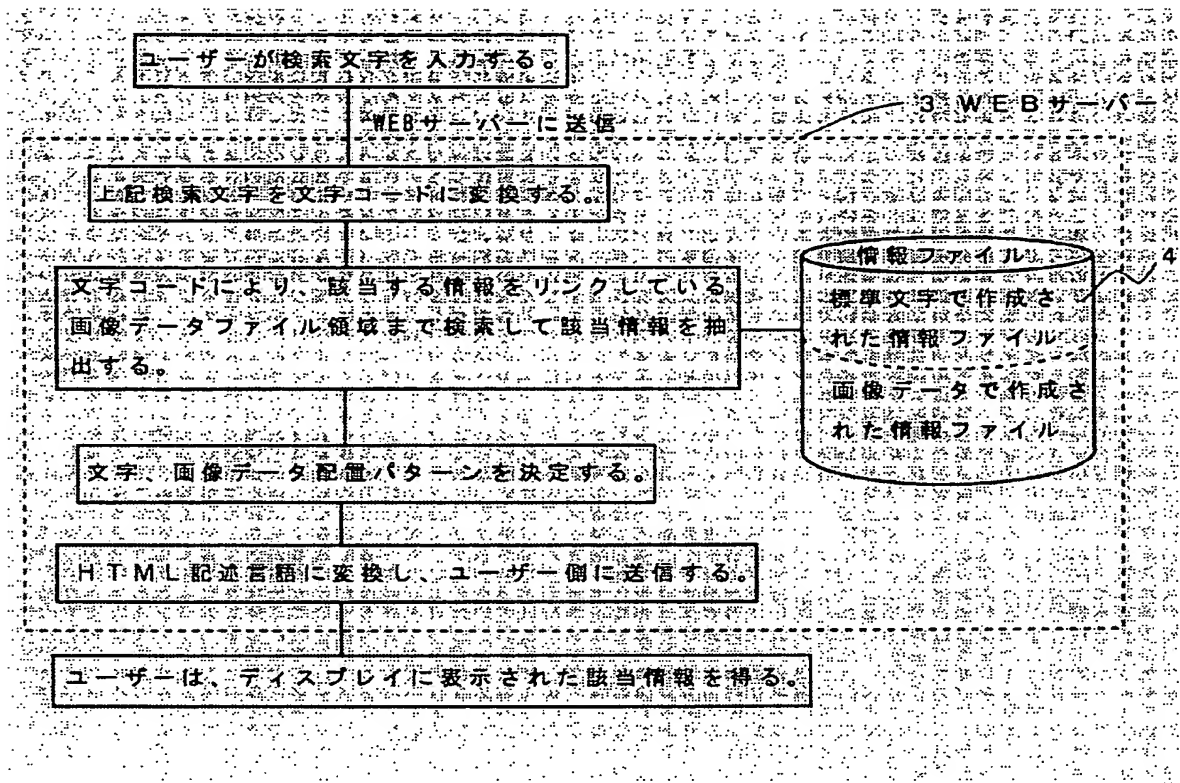 ユーザーが検索文字を入力する。
WEBサーバーに送信
3 WEBサーバー
上記検索文字を文字コードに変換する。
文字コードにより、該当する情報をリンクしている
画像データファイル領域まで検索して該当情報を抽
出する。
情報ファイル
4
標準文字で作成さ
れた情報ファイル
画像データで作成さ
れた情報ファイル
文字、画像データ配置パターンを決定する。
HTML記述言語に変換し、ユーザー側に送信する。
ユーザーは、ディスプレイに表示された該当情報を得る。